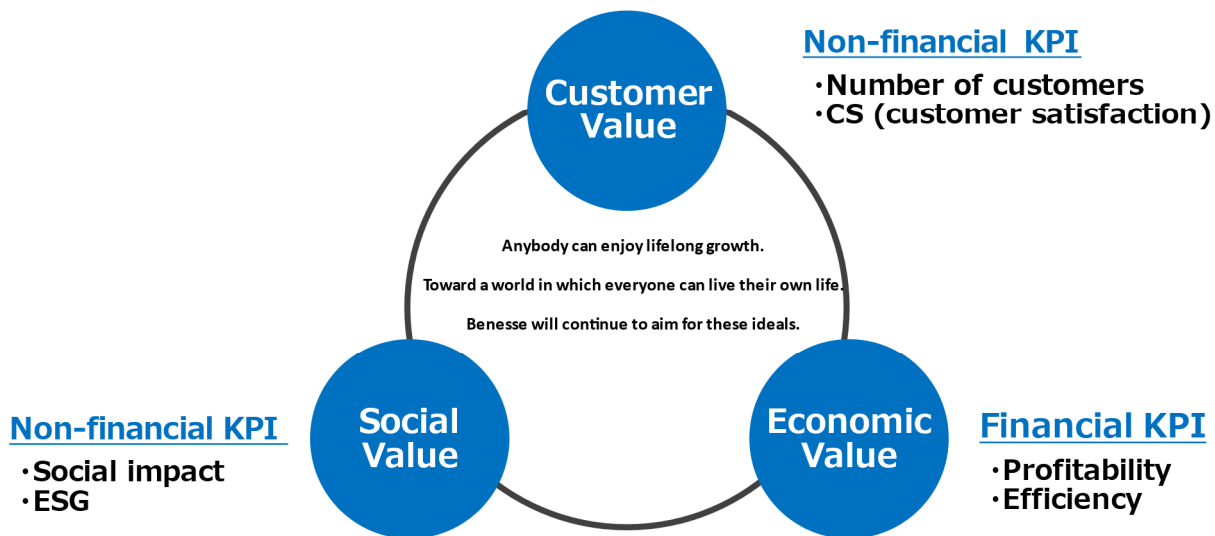 Non-financial KPI
・Number of customers
・CS (customer satisfaction)
Customer
Value
Anybody can enjoy lifelong growth.
Toward a world in which everyone can live their own life.
Benesse will continue to aim for these ideals.
Non-financial KPI
・Social impact
・ESG
Social
Value
Economic
Value
Financial KPI
・Profitability
・Efficiency